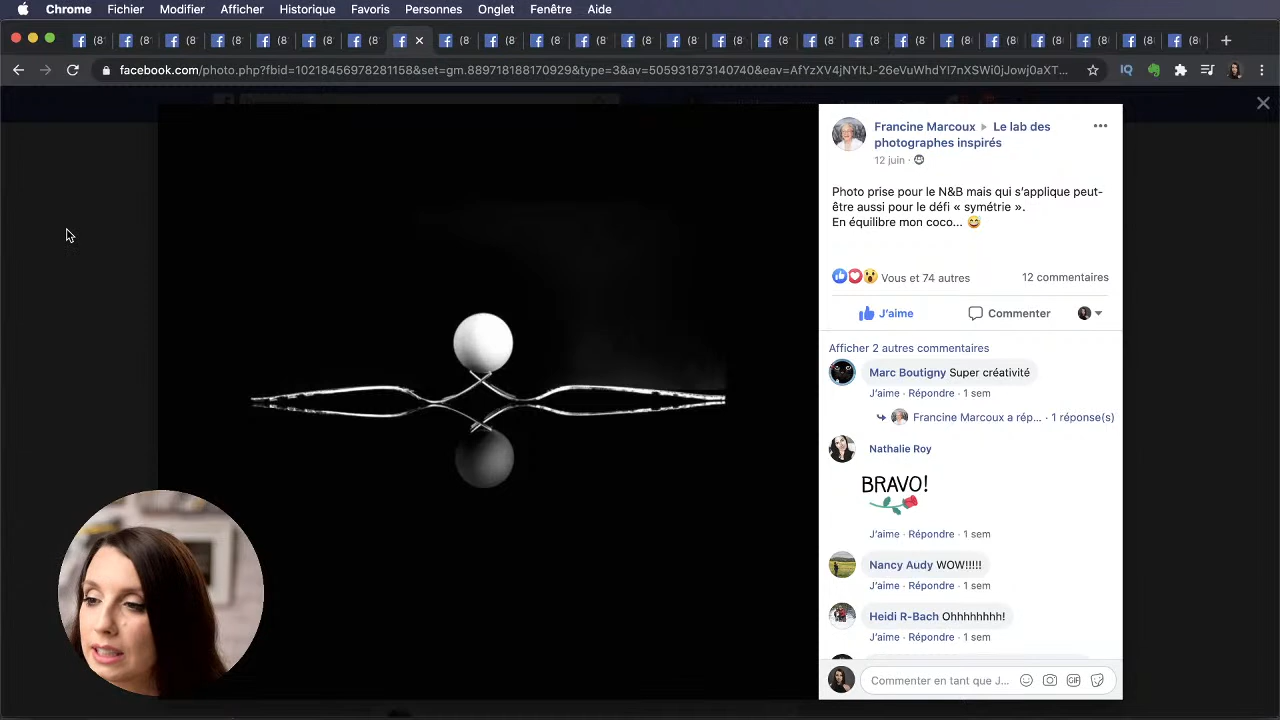 Chrome Fichier Modifier Afficher Historique Favoris Personnes Onglet Fenêtre Aide
facebook.com/photo.php?fbid=10218456978281158&set=gm.889718188170929&type=3&av=505931873140740&eav=AfYzXV4jNYItJ-26eVuWhdYI7nXSWi0jJowj0aXT...
Francine Marcoux ▸ Le lab des
photographes inspirés
12 juin ·
Photo prise pour le N&B mais qui s’applique peut-
être aussi pour le défi « symétrie ».
En équilibre mon coco... 😅
Vous et 74 autres 12 commentaires
J’aime Commenter
Afficher 2 autres commentaires
Marc Boutigny Super créativité
J’aime · Répondre · 1 sem
Francine Marcoux a rép... · 1 réponse(s)
Nathalie Roy
BRAVO!
J’aime · Répondre · 1 sem
Nancy Audy WOW!!!!!
J’aime · Répondre · 1 sem
Heidi R-Bach Ohhhhhhhh!
J’aime · Répondre · 1 sem
Commenter en tant que J... GIF